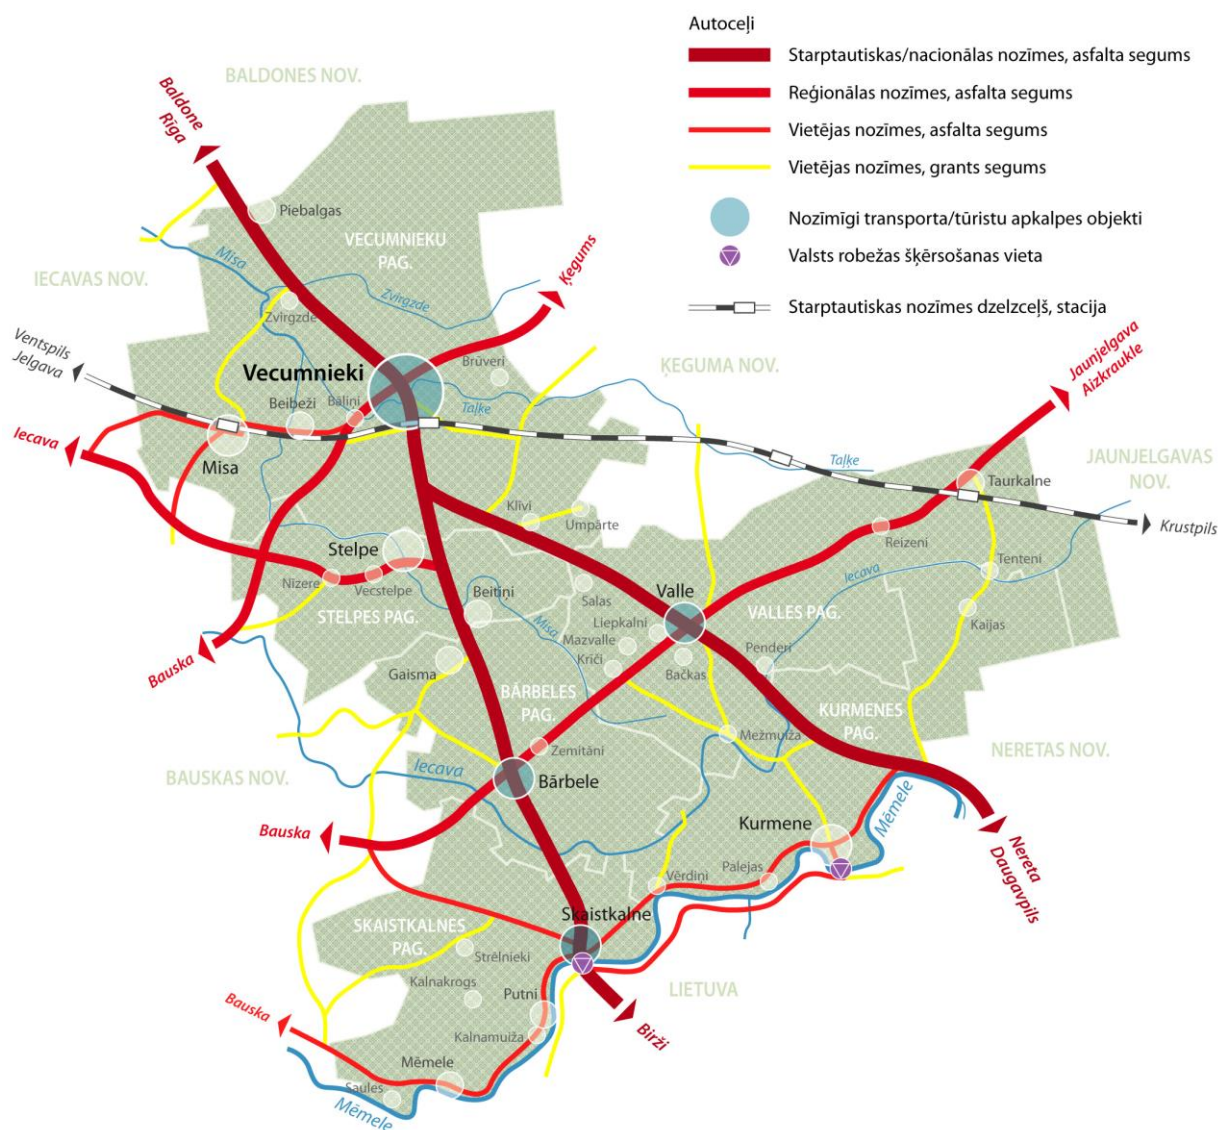 Autoceļi
Starptautiskas/nacionālas nozīmes, asfalta segums
Reģionālas nozīmes, asfalta segums
Vietējas nozīmes, asfalta segums
Vietējas nozīmes, grants segums
Nozīmīgi transporta/tūristu apkalpes objekti
Valsts robežas šķērsošanas vieta
Starptautiskas nozīmes dzelzceļš, stacija
BALDONES NOV.
Baldone
Rīga
Piebalgas
VECUMNIEKU
PAG.
Misa
IECAVAS NOV.
Ķegums
Zvirgzde
Zvirgzde
Ventspils
Jelgava
Vecumnieki
Brūveri
ĶEGUMA NOV.
Jaunjelgava
Aizkraukle
Beibeži
Bāliņi
Taļķe
Iecava
Misa
Taļķe
JAUNJELGAVAS
NOV.
Taurkalne
Krustpils
Klīvi
Umpārte
Reizeni
Stelpe
Tenteni
Nīzere
Vecstelpe
Beitiņi
Salas
Valle
Iecava
STELPES PAG.
Misa
Liepkalni
VALLES PAG.
Kaijas
Mazvalle
Penderi
Bauska
Gaisma
Kriči
Bačkas
BĀRBELES
PAG.
KURMENES
PAG.
Mežmuiža
Zemitāni
NERETAS NOV.
BAUSKAS NOV.
Iecava
Bārbele
Mēmele
Bauska
Kurmene
Nereta
Daugavpils
Palejas
Vērdiņi
Skaistkalne
SKAISTKALNES
PAG.
Strēlnieki
Kalnakrogs
Putni
LIETUVA
Bauska
Birži
Kalnamuiža
Mēmele
Saules
Mēmele